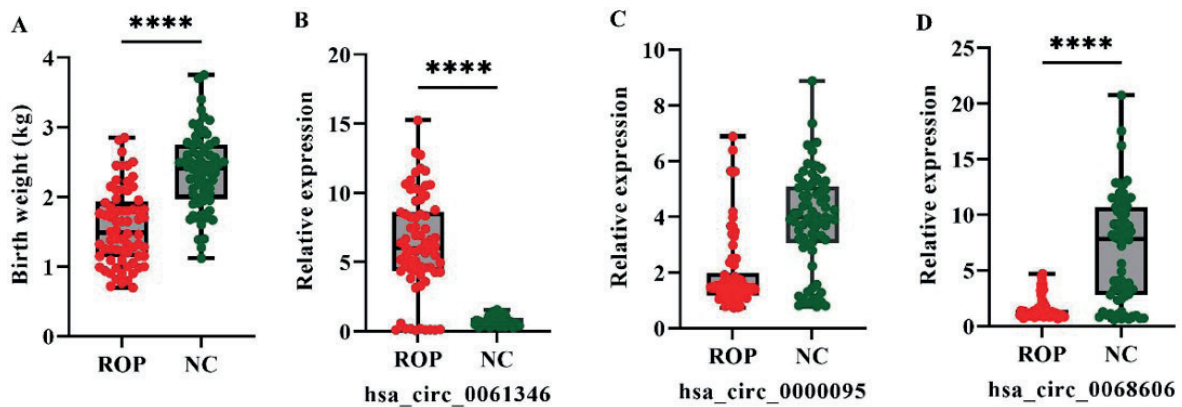 A
****
Birth weight (kg)
4
3
2
1
0
ROP
NC
B
****
Relative expression
20
15
10
5
0
ROP
NC
hsa_circ_0061346
C
Relative expression
10
8
6
4
2
0
ROP
NC
hsa_circ_0000095
D
****
Relative expression
25
20
15
10
5
0
ROP
NC
hsa_circ_0068606